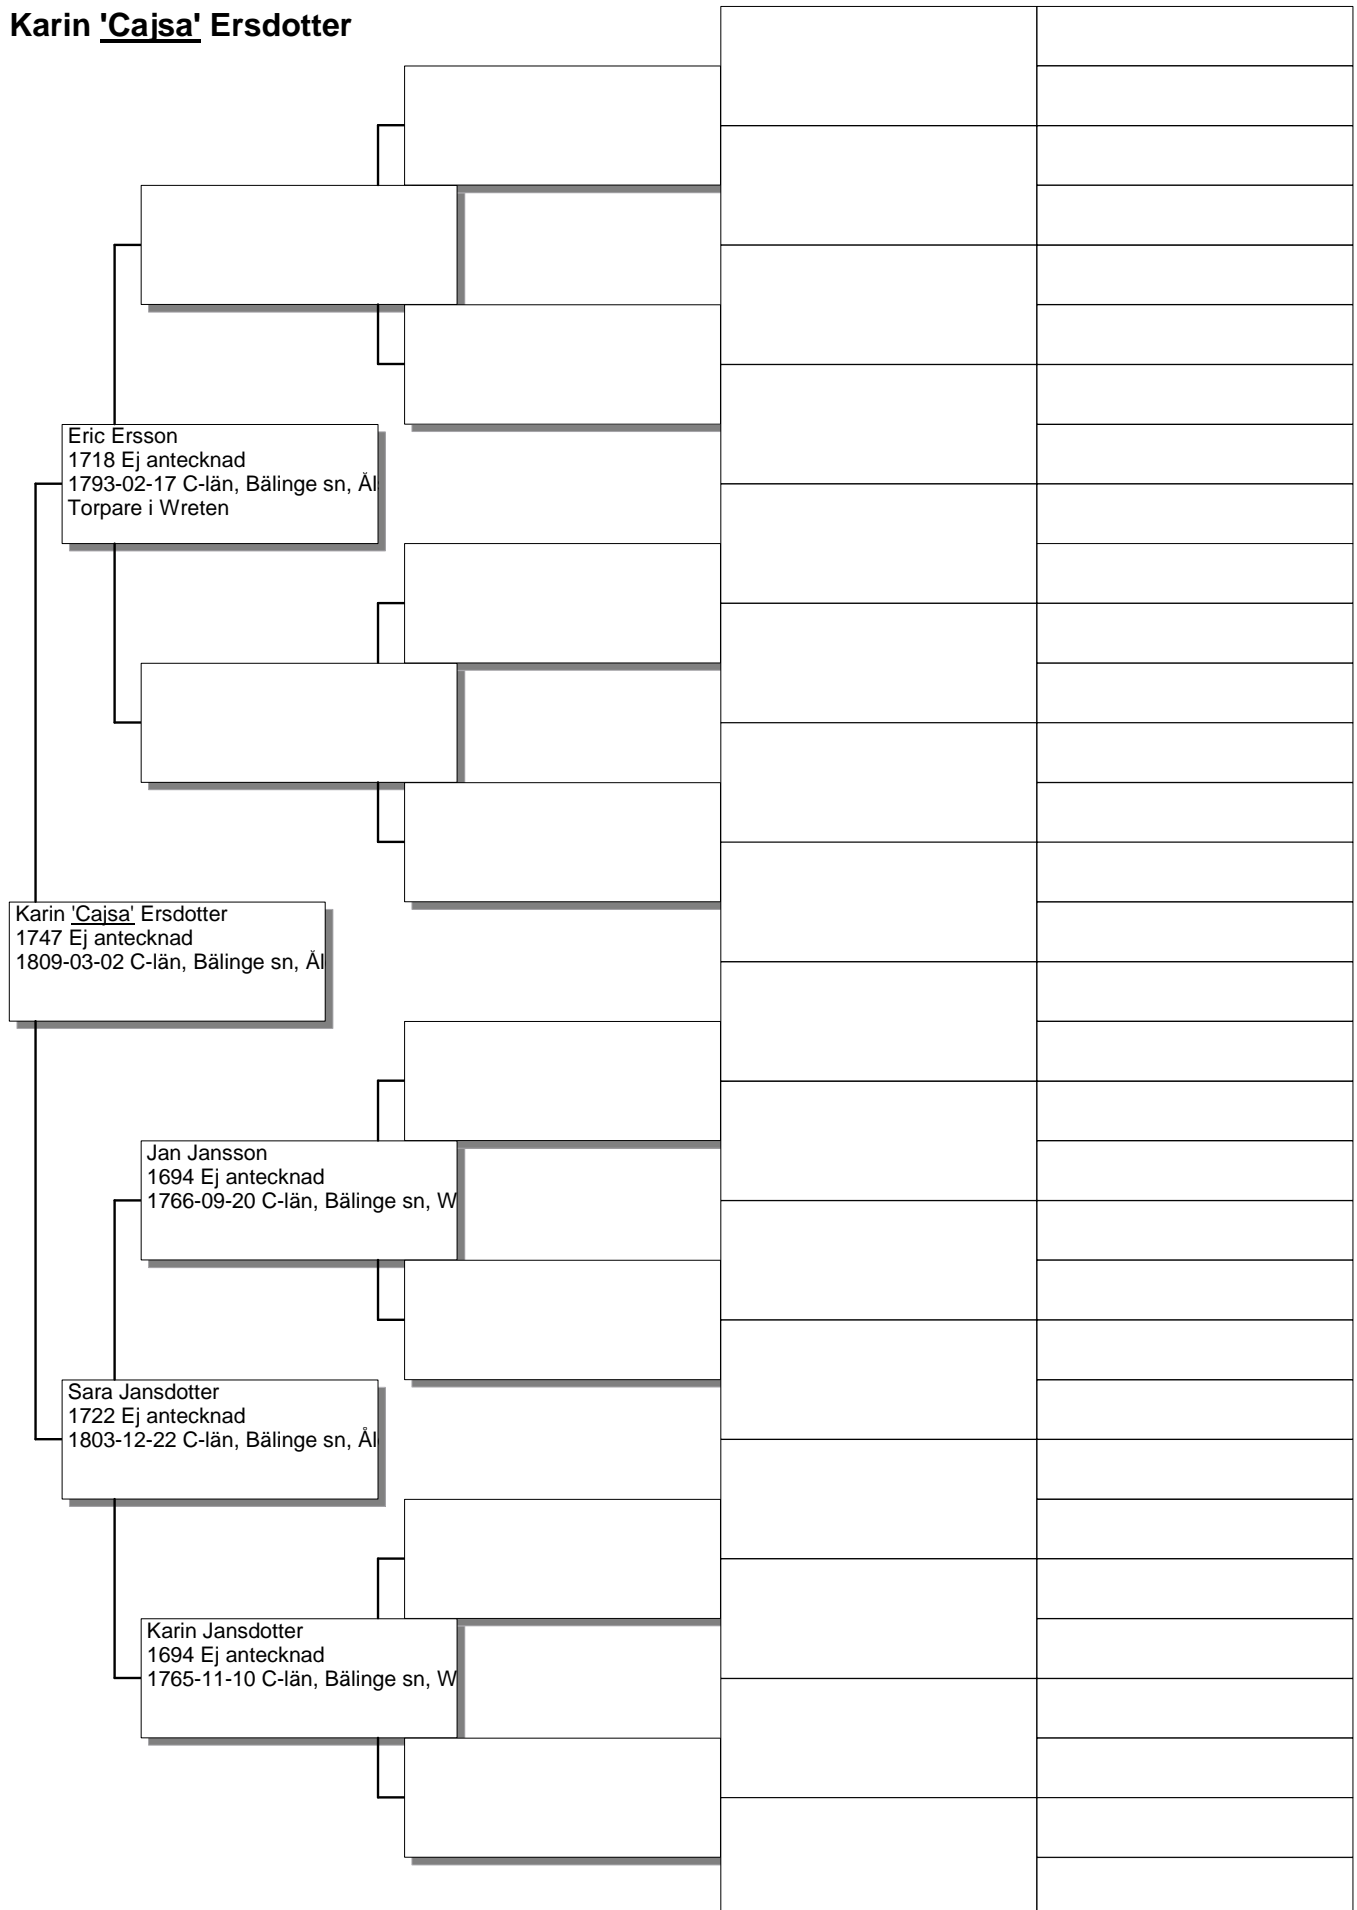 Karin 'Cajsa' Ersdotter
Eric Ersson
1718 Ej antecknad
1793-02-17 C-län, Bälinge sn, Äl
Torpare i Wreten
Karin 'Cajsa' Ersdotter
1747 Ej antecknad
1809-03-02 C-län, Bälinge sn, Äl
Jan Jansson
1694 Ej antecknad
1766-09-20 C-län, Bälinge sn, W
Sara Jansdotter
1722 Ej antecknad
1803-12-22 C-län, Bälinge sn, Ål
Karin Jansdotter
1694 Ej antecknad
1765-11-10 C-län, Bälinge sn, W